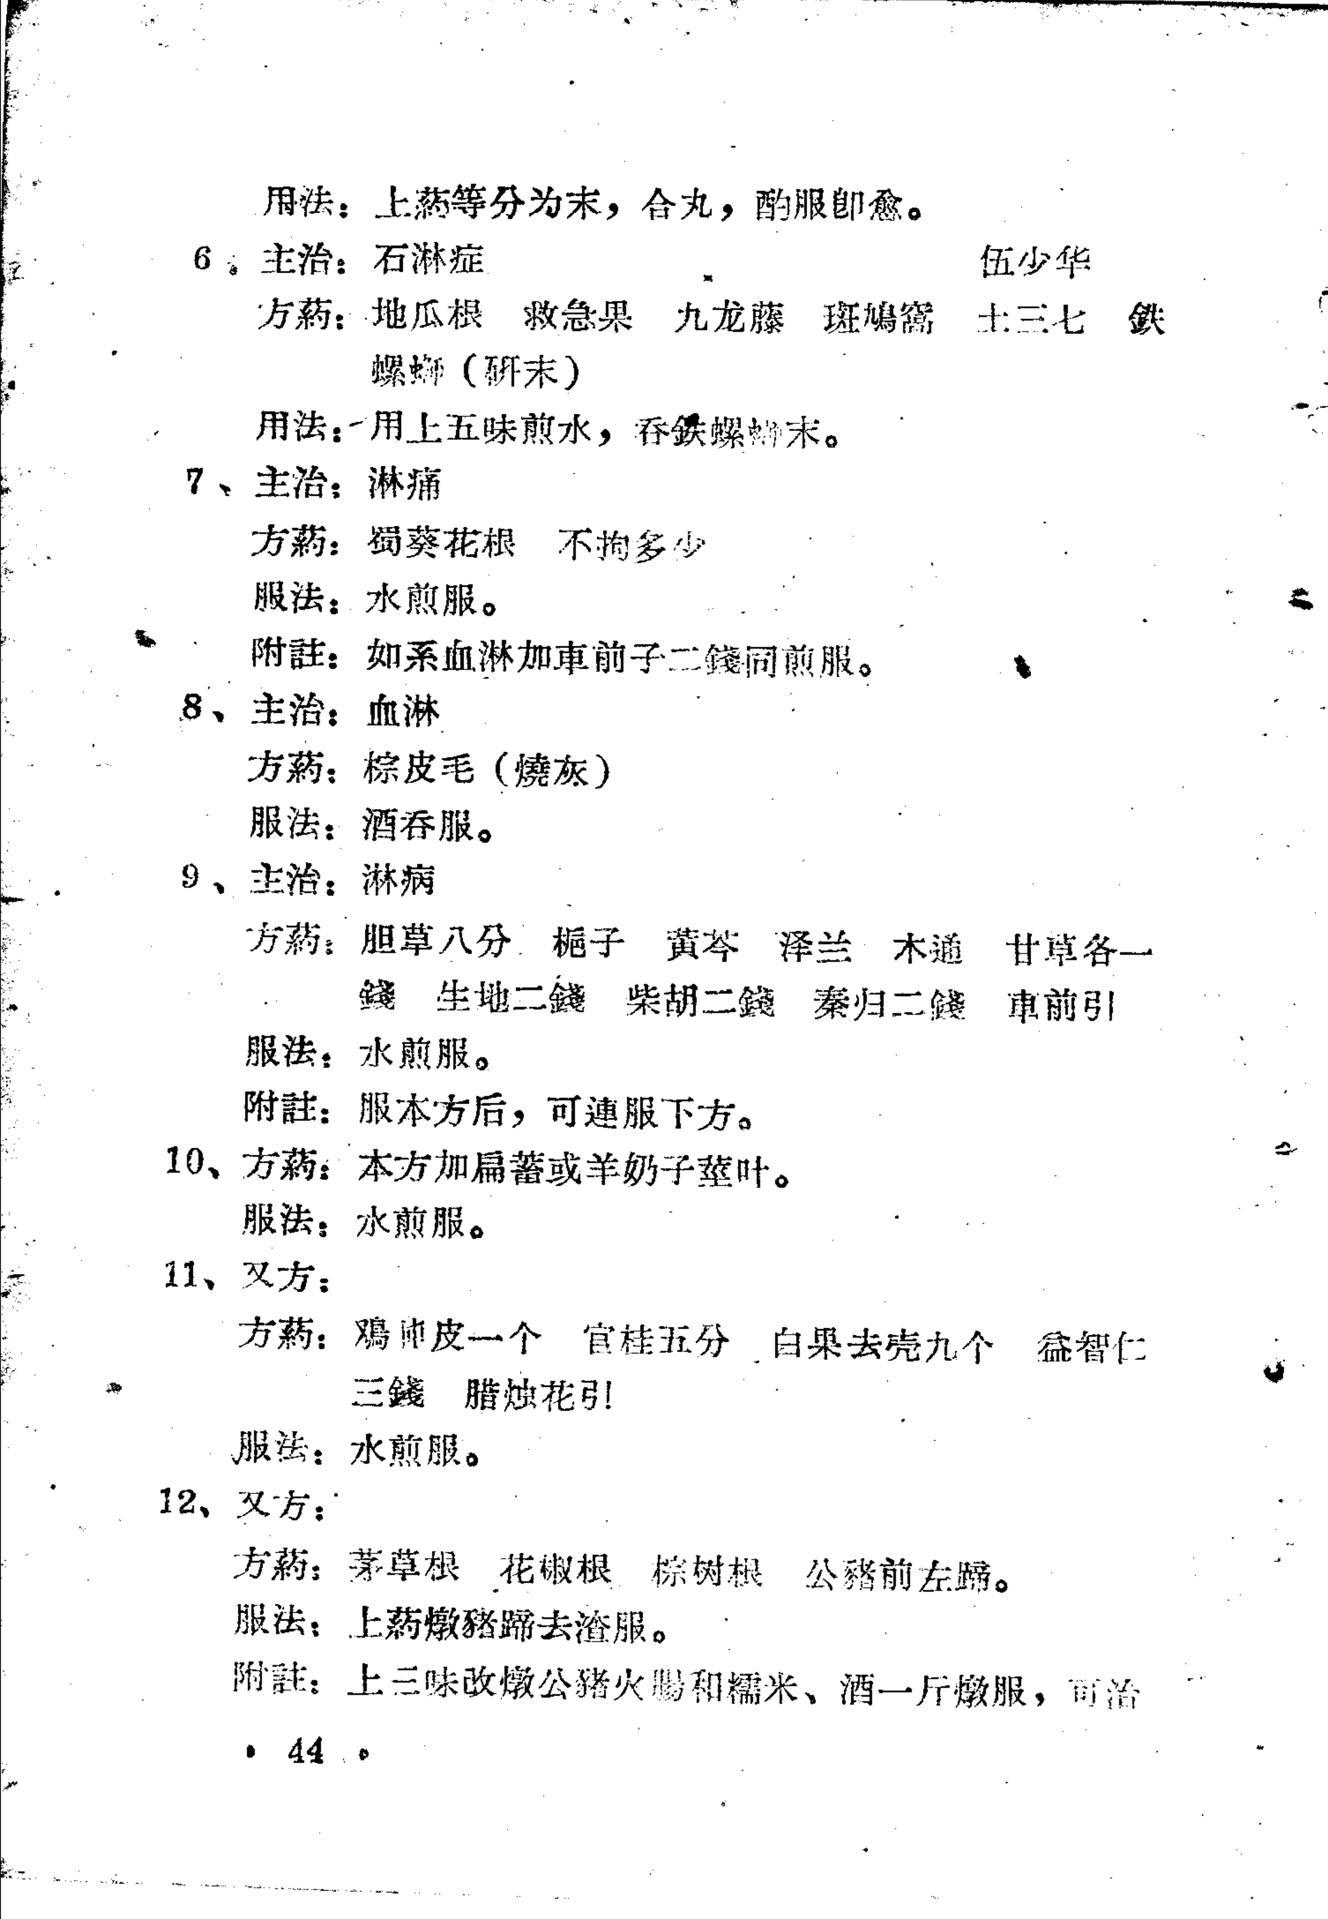 用法：上葯等分为末，合丸，酌服卽愈。
6、主治：石淋症　伍少华
方葯：地瓜根　救急果　九龙藤　斑鳩窩　土三七　鉄
螺螄（研末）
用法：用上五味煎水，吞鉄螺螄末。
7、主治：淋痛
方葯：蜀葵花根　不拘多少
服法：水煎服。
附註：如系血淋加車前子二錢同煎服。
8、主治：血淋
方葯：棕皮毛（燒灰）
服法：酒吞服。
9、主治：淋病
方葯：胆草八分　梔子　黃芩　泽兰　木通　甘草各一
錢　生地二錢　柴胡二錢　秦归二錢　車前引
服法：水煎服。
附註：服本方后，可連服下方。
10、方葯：本方加扁蓄或羊奶子莖叶。
服法：水煎服。
11、又方：
方葯：鸡肿皮一个　官桂五分　白果去壳九个　益智仁
三錢　腊烛花引
服法：水煎服。
12、又方：
方葯：茅草根　花椒根　棕树根　公豬前左蹄。
服法：上葯燉豬蹄去渣服。
附註：上三味改燉公豬火腸和糯米、酒一斤燉服，可治
• 44 •